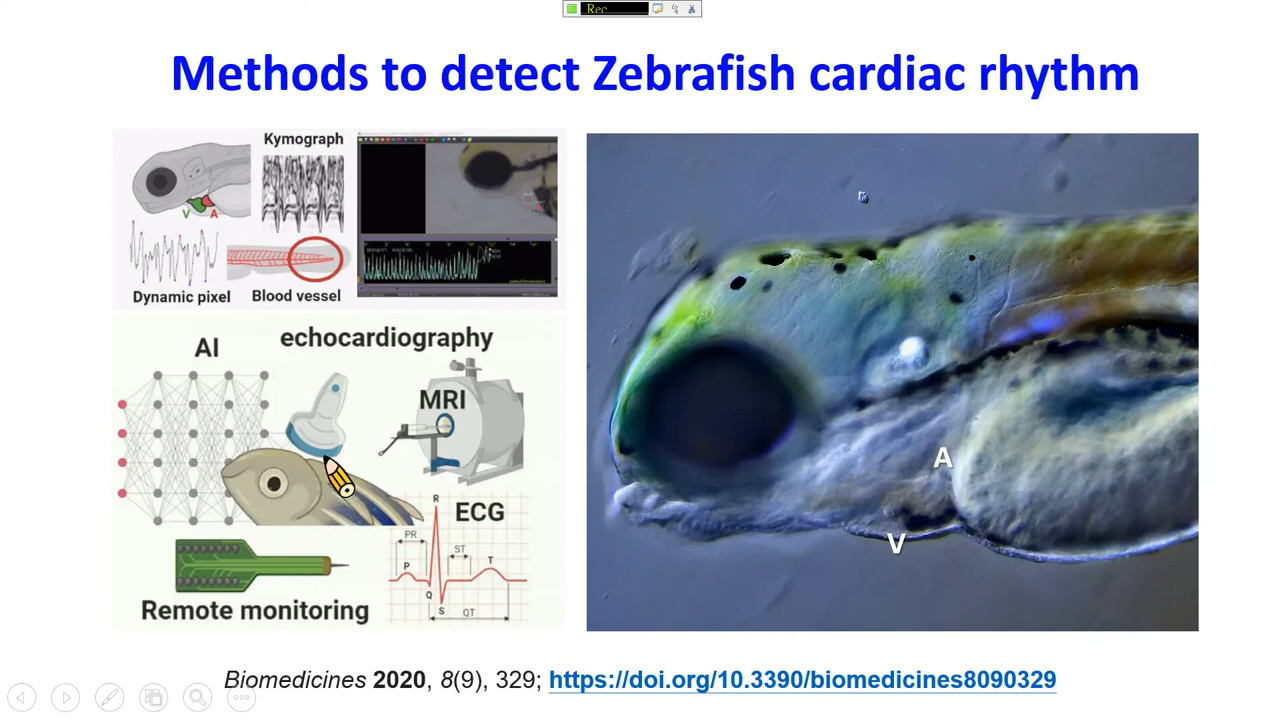 Rec
Methods to detect Zebrafish cardiac rhythm
Kymograph
V
A
Dynamic pixel
Blood vessel
AI
echocardiography
MRI
ECG
R
PR
ST
P
T
Q
S
QT
Remote monitoring
A
V
Biomedicines 2020, 8(9), 329; https://doi.org/10.3390/biomedicines8090329